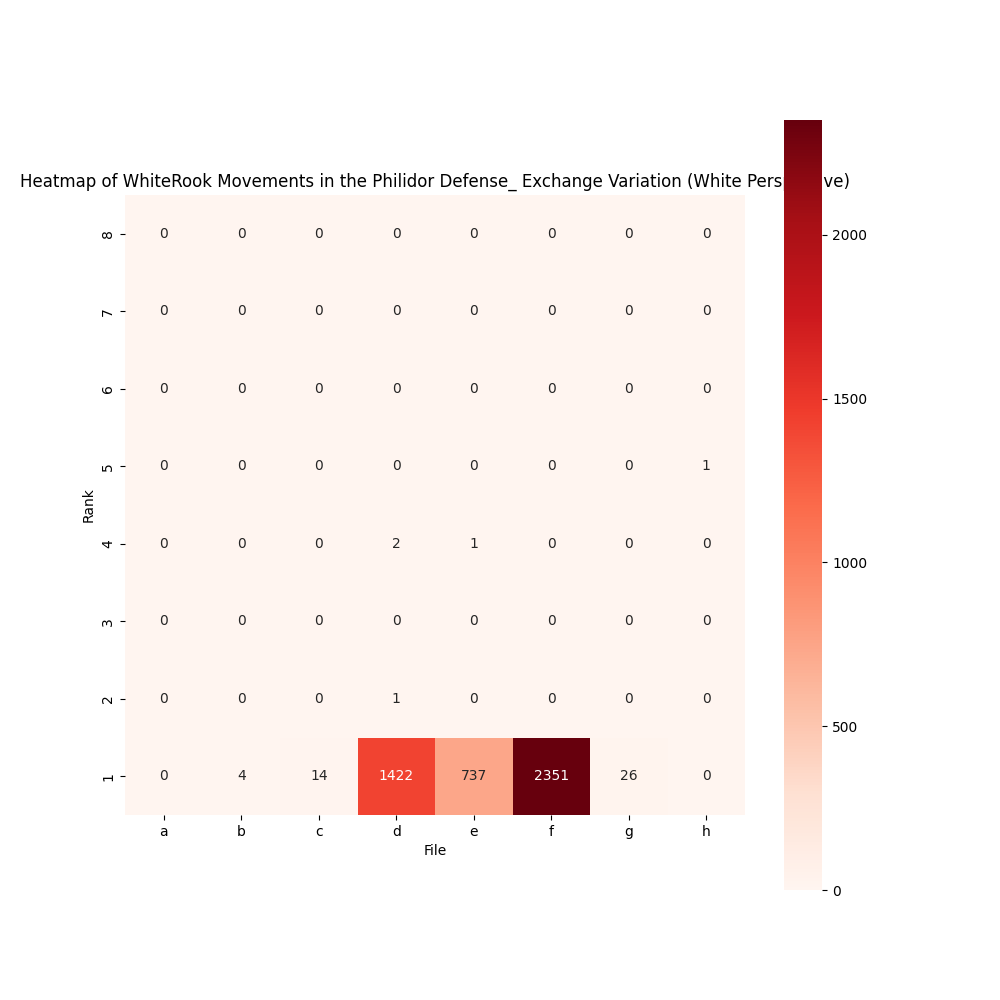 Heatmap of WhiteRook Movements in the Philidor Defense_ Exchange Variation (White Pers ve)
8 0 0 0 0 0 0 0 0
2000
7 0 0 0 0 0 0 0 0
6 0 0 0 0 0 0 0 0
1500
5 0 0 0 0 0 0 0 1
Rank
4 0 0 0 2 1 0 0 0
1000
3 0 0 0 0 0 0 0 0
2 0 0 0 1 0 0 0 0
500
1 0 4 14 1422 737 2351 26 0
a b c d e f g h
File
0